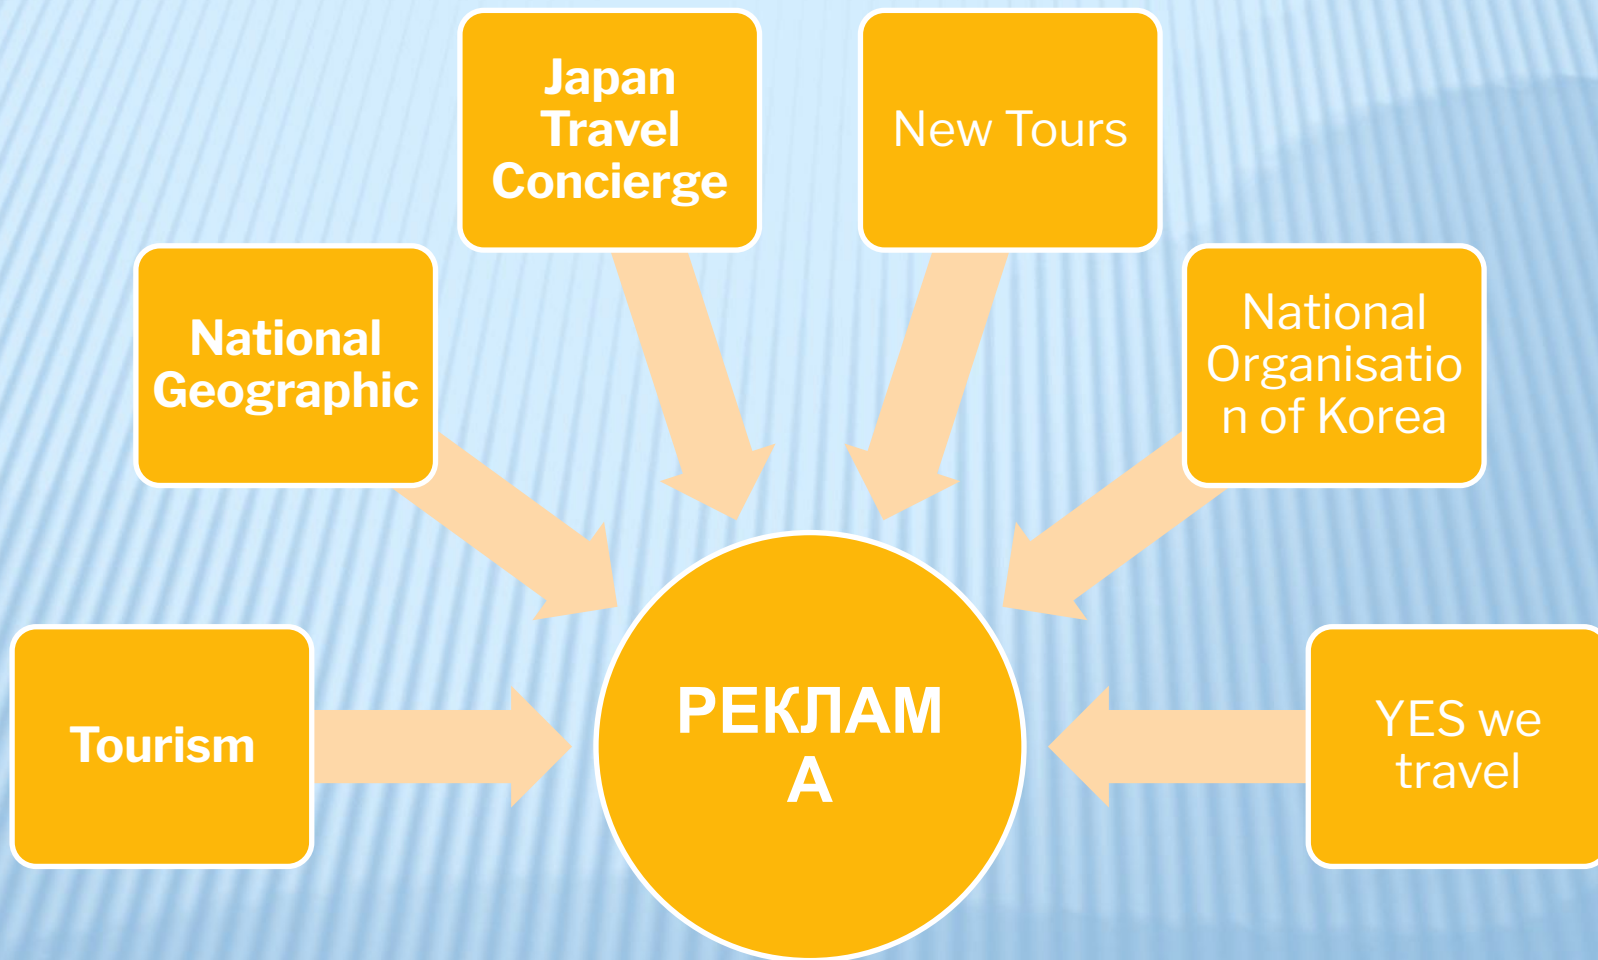 Japan
Travel
Concierge
New Tours
National
Geographic
National
Organisatio
n of Korea
Tourism
РЕКЛАМ
А
YES we
travel